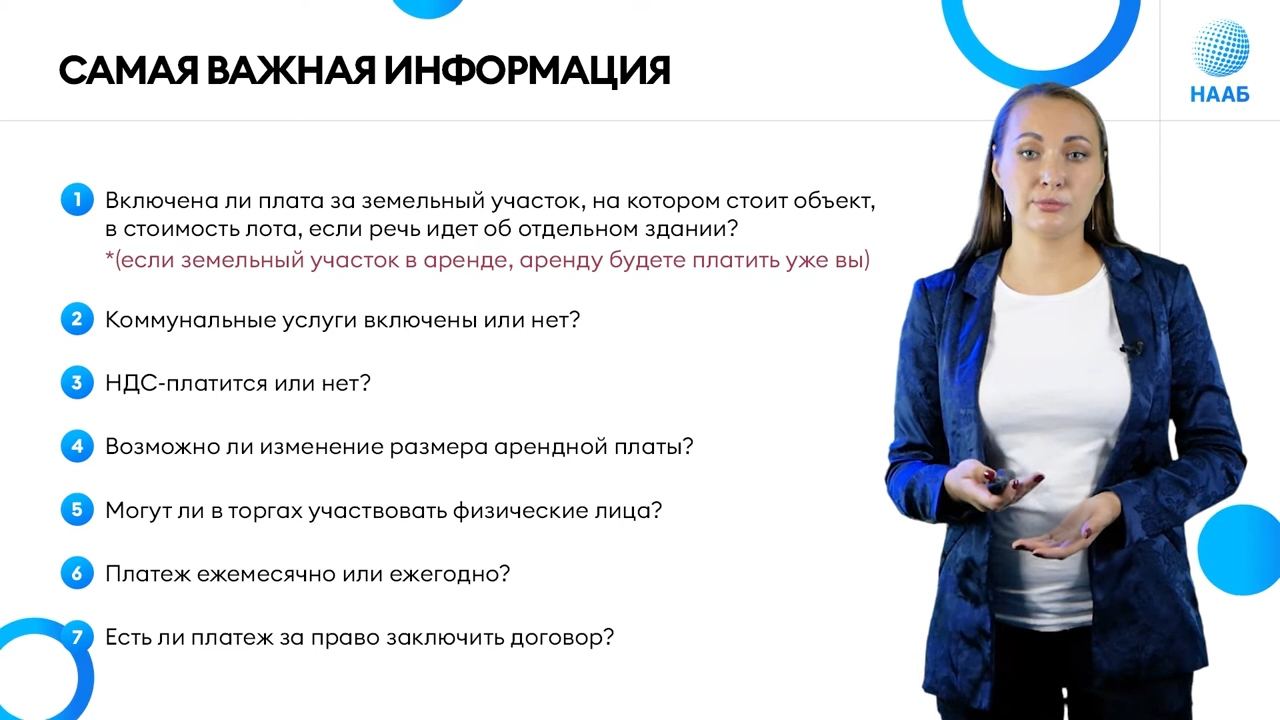 САМАЯ ВАЖНАЯ ИНФОРМАЦИЯ
НААБ
1 Включена ли плата за земельный участок, на котором стоит объект,
в стоимость лота, если речь идет об отдельном здании?
*(если земельный участок в аренде, аренду будете платить уже вы)
2 Коммунальные услуги включены или нет?
3 НДС-платится или нет?
4 Возможно ли изменение размера арендной платы?
5 Могут ли в торгах участвовать физические лица?
6 Платеж ежемесячно или ежегодно?
7 Есть ли платеж за право заключить договор?